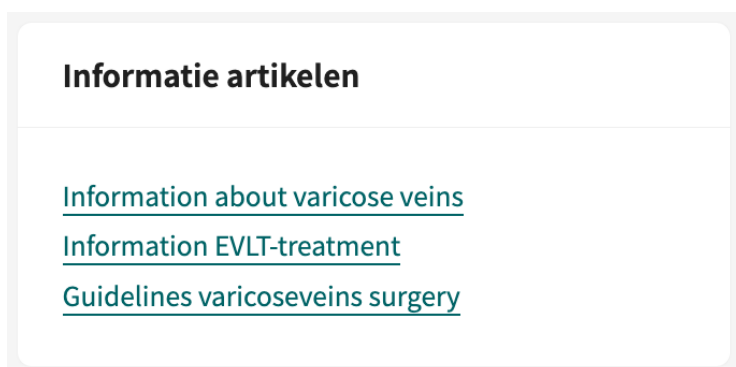 Informatie artikelen
Information about varicose veins
Information EVLT-treatment
Guidelines varicoseveins surgery